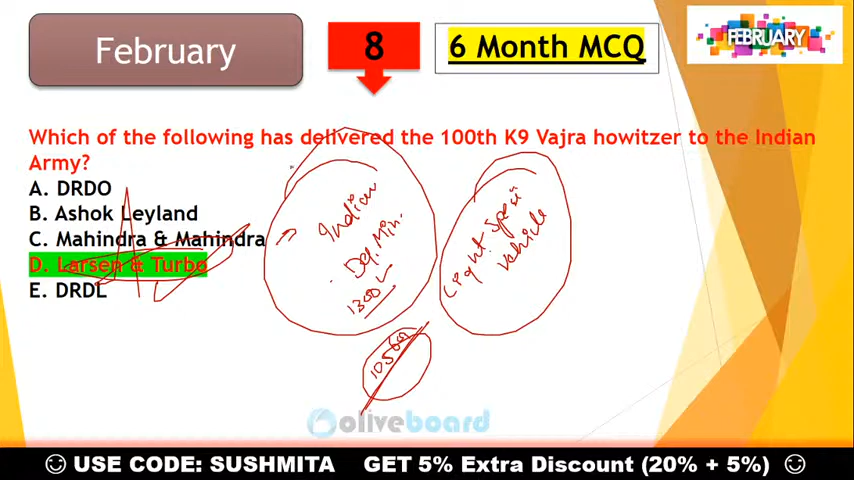 February
8
6 Month MCQ
FEBRUARY
Which of the following has delivered the 100th K9 Vajra howitzer to the Indian
Army?
A. DRDO
B. Ashok Leyland
C. Mahindra & Mahindra
D. Larsen & Turbo
E. DRDL
Indian
Def. Min.
1300
Light Speci
Vehicle
oliveboard
USE CODE: SUSHMITA GET 5% Extra Discount (20% + 5%)